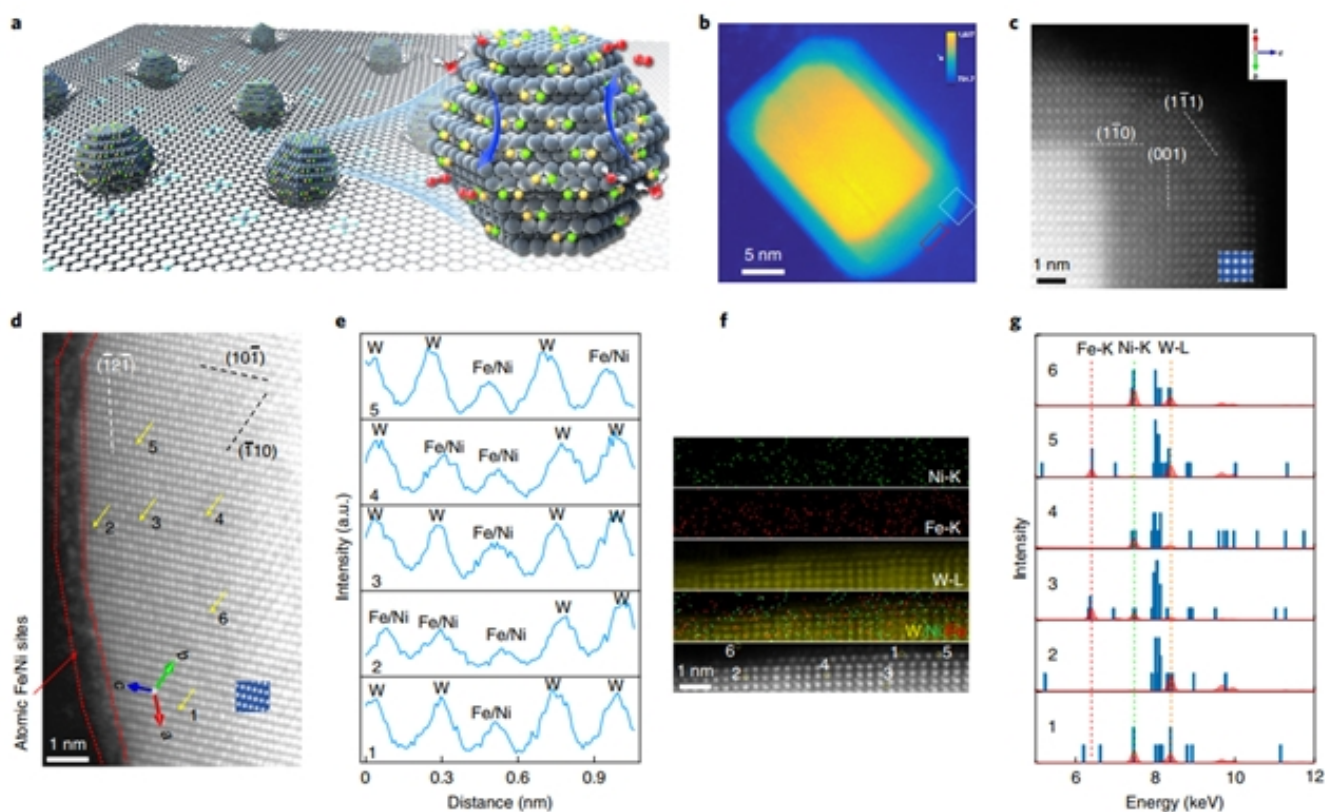 a
b
5 nm
c
(11̄1)
(11̄0)
(001)
1 nm
d
(1̄21̄)
(101̄)
(1̄10)
5
2
3
4
6
1
b
c
a
Atomic Fe/Ni sites
1 nm
e
Intensity (a.u.)
W W Fe/Ni W Fe/Ni
5
W Fe/Ni Fe/Ni W W
4
W W Fe/Ni W W
3
Fe/Ni Fe/Ni Fe/Ni W W
2
W W Fe/Ni W W
1
0 0.3 0.6 0.9
Distance (nm)
f
Ni-K
Fe-K
W-L
W Ni Fe
6 2 4 1 3 5
1 nm
g
Fe-K Ni-K W-L
Intensity
6
5
4
3
2
1
6 8 10 12
Energy (keV)